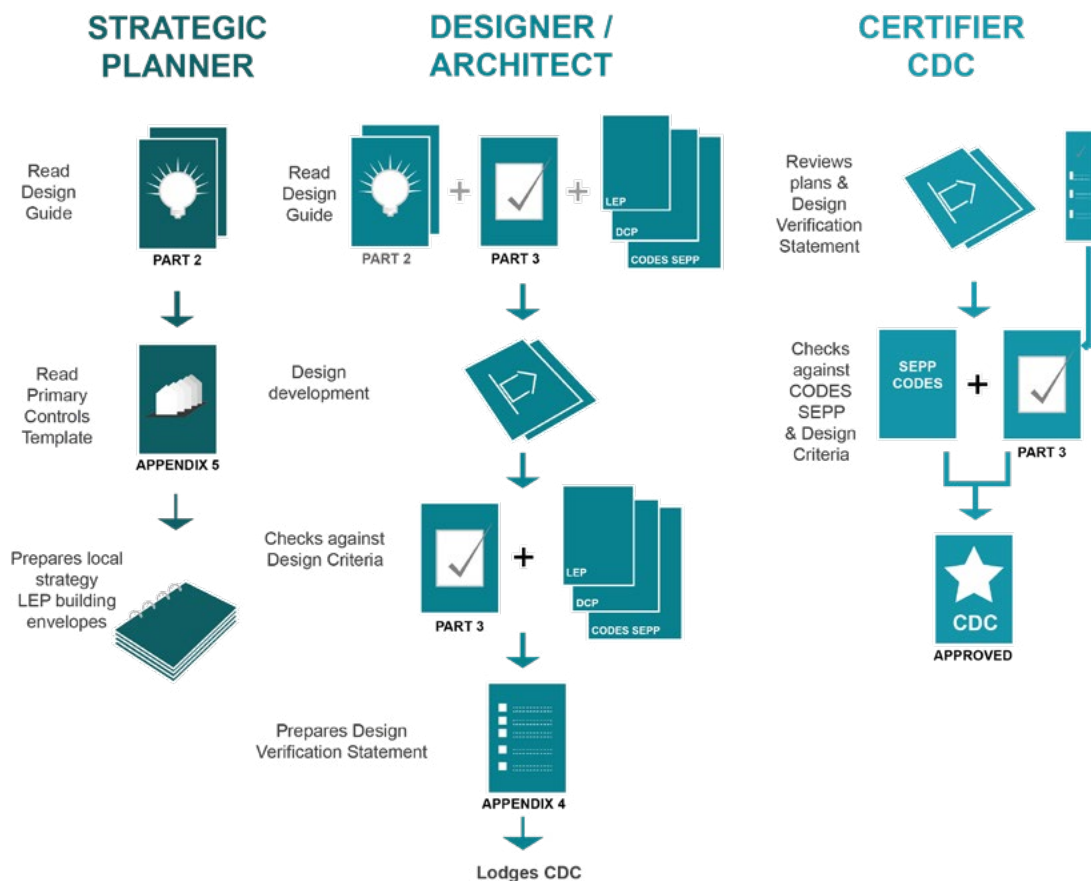 STRATEGIC
PLANNER
Read
Design
Guide
PART 2
Read
Primary
Controls
Template
APPENDIX 5
Prepares local
strategy
LEP building
envelopes
DESIGNER /
ARCHITECT
Read
Design
Guide
PART 2
+
PART 3
+
LEP
DCP
CODES SEPP
Design
development
Checks against
Design Criteria
PART 3
+
LEP
DCP
CODES SEPP
Prepares Design
Verification Statement
APPENDIX 4
Lodges CDC
CERTIFIER
CDC
Reviews
plans &
Design
Verification
Statement
Checks
against
CODES
SEPP
& Design
Criteria
SEPP
CODES
+
PART 3
CDC
APPROVED